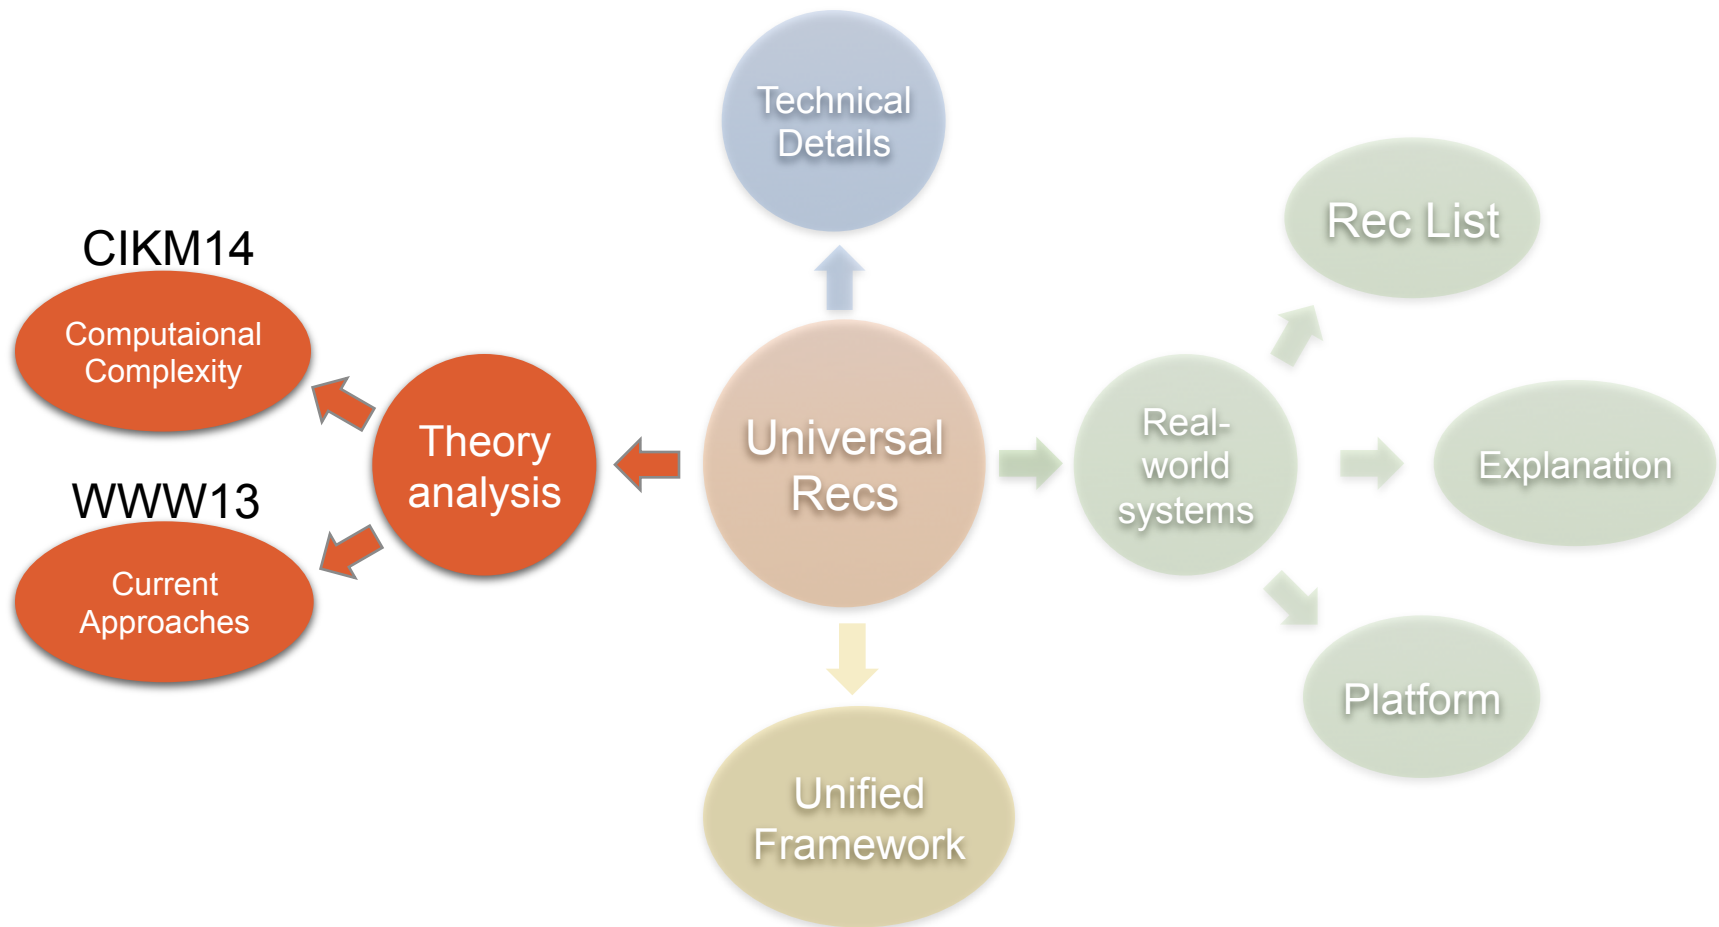 Technical
Details
CIKM14
Computaional
Complexity
WWW13
Current
Approaches
Theory
analysis
Universal
Recs
Real-
world
systems
Rec List
Explanation
Platform
Unified
Framework